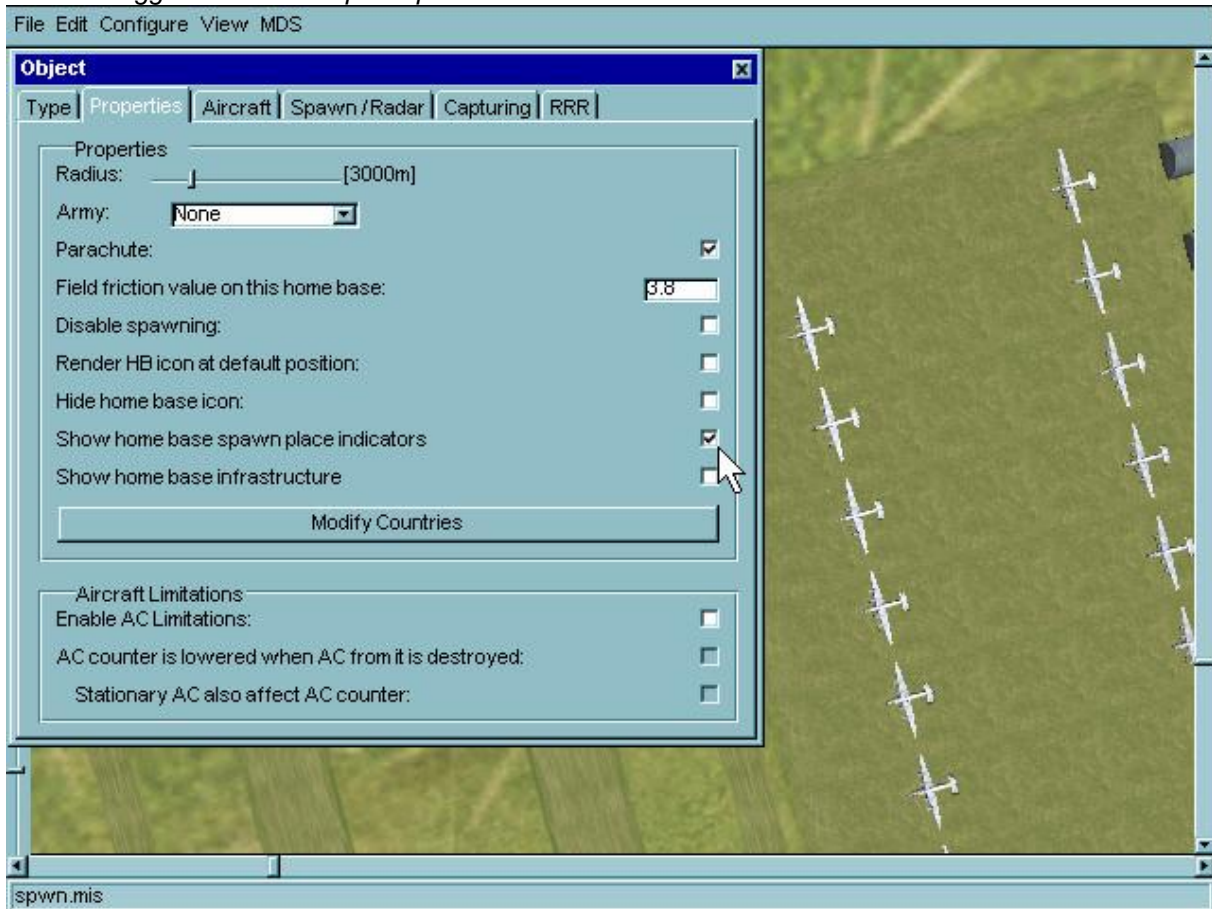 File Edit Configure View MDS
Object
Type Properties Aircraft Spawn / Radar Capturing RRR
Properties
Radius: [3000m]
Army: None
Parachute:
Field friction value on this home base: 3.8
Disable spawning:
Render HB icon at default position:
Hide home base icon:
Show home base spawn place indicators
Show home base infrastructure
Modify Countries
Aircraft Limitations
Enable AC Limitations:
AC counter is lowered when AC from it is destroyed:
Stationary AC also affect AC counter:
spwn.mis